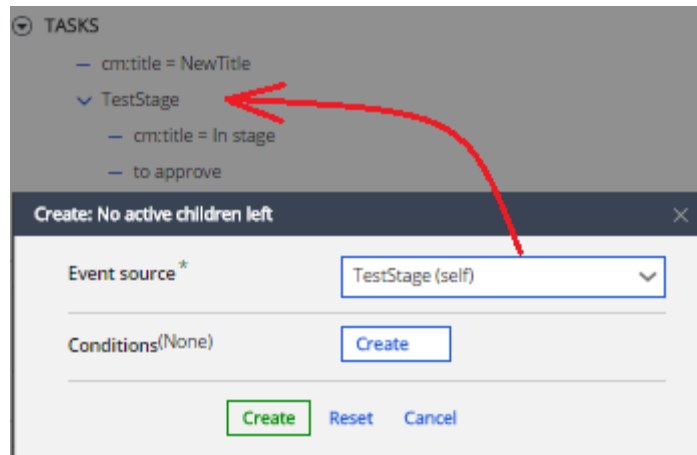 TASKS
cm:title = NewTitle
TestStage
cm:title = In stage
to approve
Create: No active children left
Event source *
TestStage (self)
Conditions(None)
Create
Create Reset Cancel